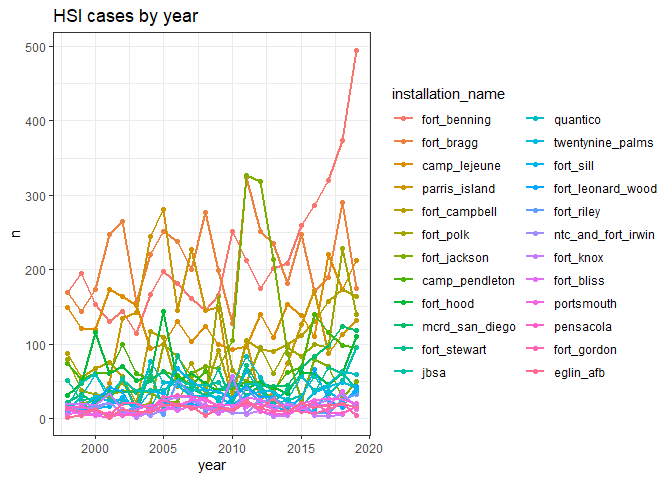 HSI cases by year
500
400
300
200
100
0
n
2000
2005
2010
2015
2020
year
installation_name
fort_benning
fort_bragg
camp_lejeune
parris_island
fort_campbell
fort_polk
fort_jackson
camp_pendleton
fort_hood
mcrd_san_diego
fort_stewart
jbsa
quantico
twentynine_palms
fort_sill
fort_leonard_wood
fort_riley
ntc_and_fort_irwin
fort_knox
fort_bliss
portsmouth
pensacola
fort_gordon
eglin_afb